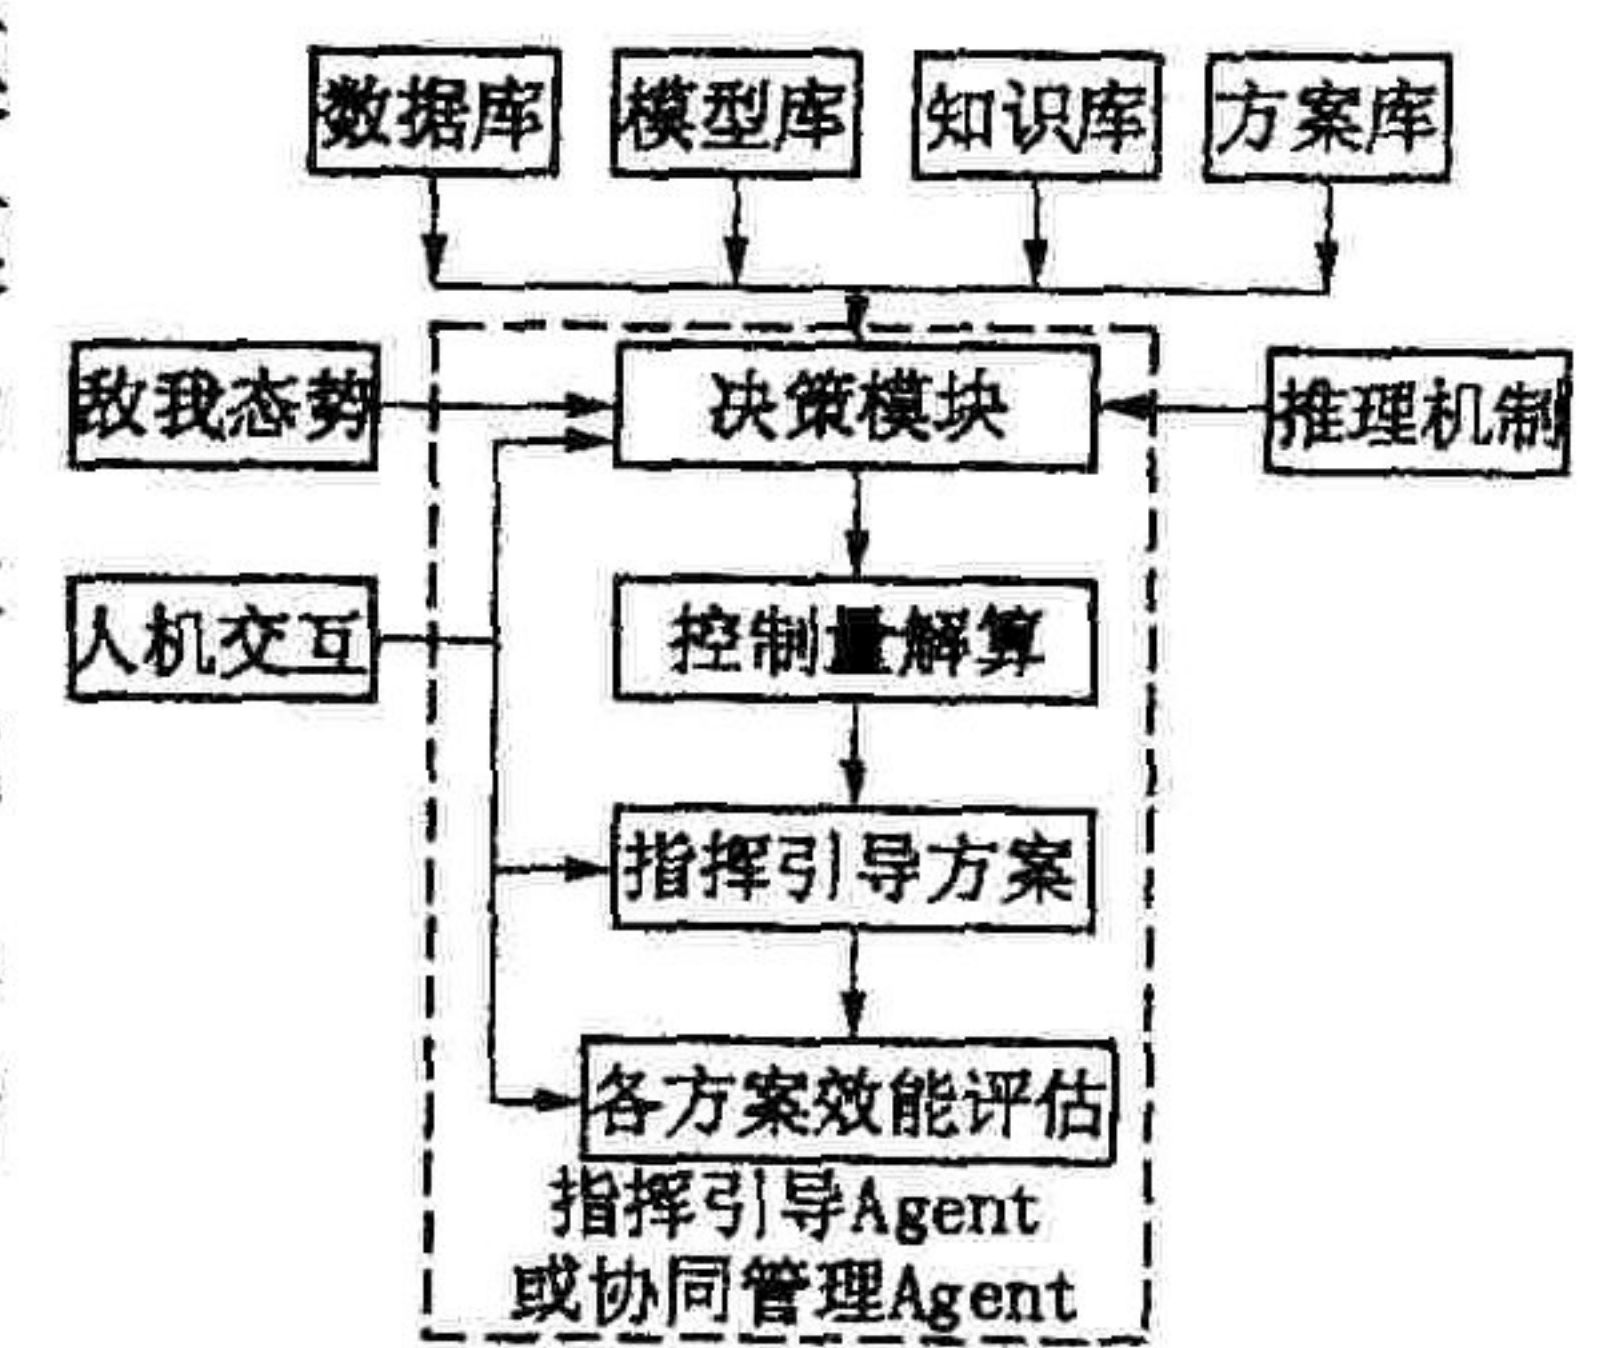 数据库
模型库
知识库
方案库
敌我态势
决策模块
推理机制
人机交互
控制量解算
指挥引导方案
各方案效能评估
指挥引导Agent
或协同管理Agent